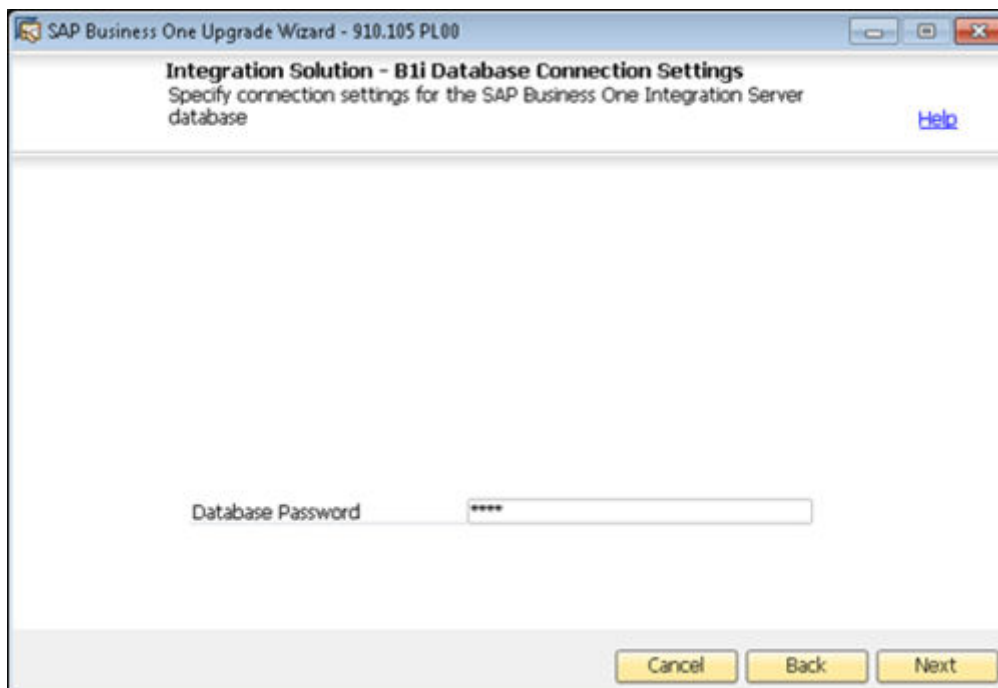 SAP Business One Upgrade Wizard - 910.105 PL00
Integration Solution - B1i Database Connection Settings
Specify connection settings for the SAP Business One Integration Server
database
Help
Database Password ****
Cancel Back Next